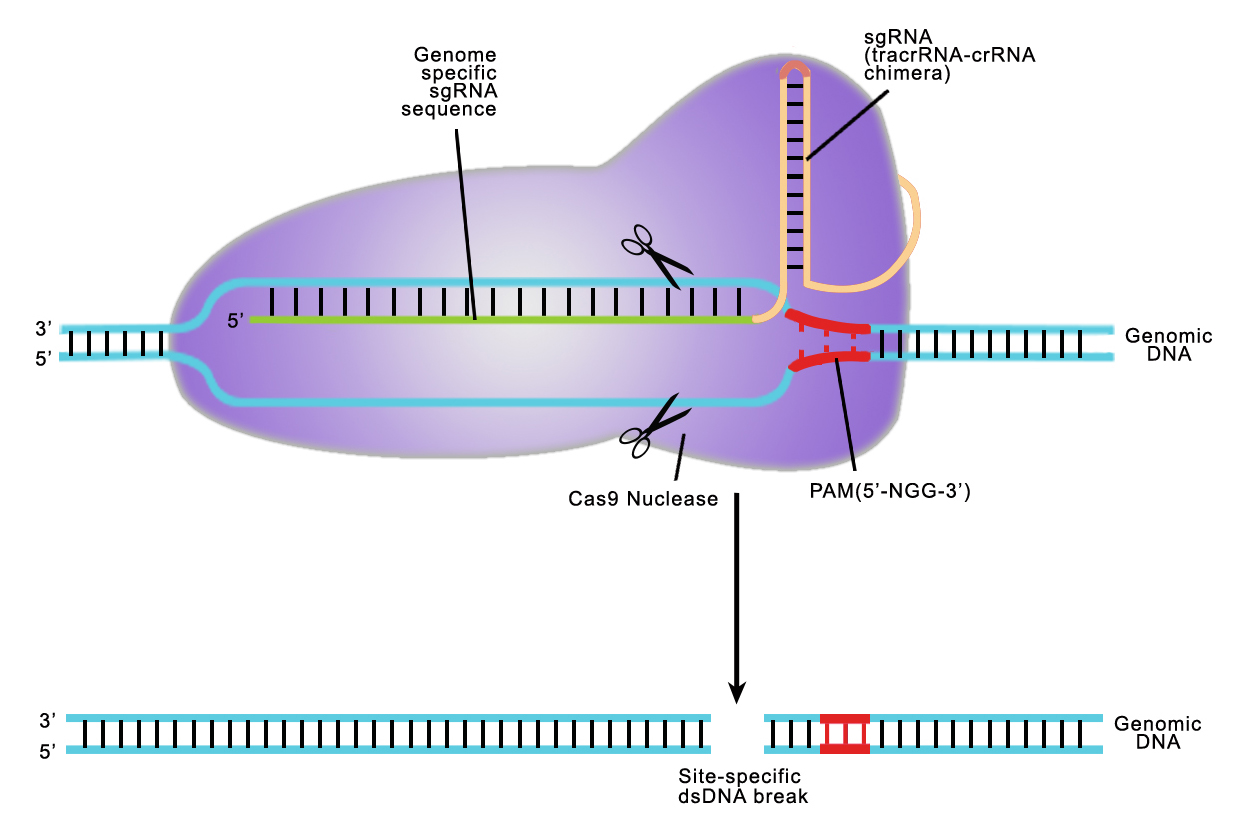 Genome
specific
sgRNA
sequence
sgRNA
(tracrRNA-crRNA
chimera)
5’
3’
5’
Genomic
DNA
Cas9 Nuclease
PAM(5’-NGG-3’)
3’
5’
Genomic
DNA
Site-specific
dsDNA break